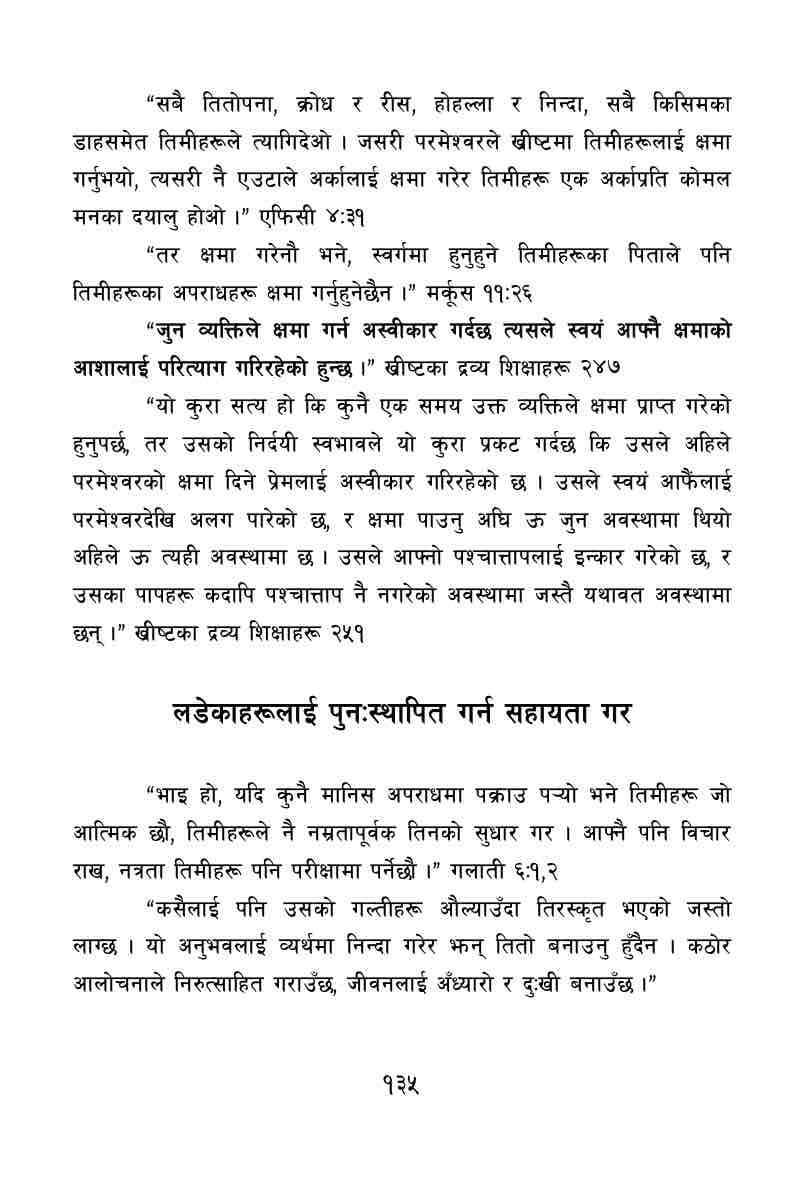 “सबै तितोपना, क्रोध र रीस, होहल्ला र निन्दा, सबै किसिमका
डाहसमेत तिमीहरूले त्यागिदेओ । जसरी परमेश्वरले ख्रीष्टमा तिमीहरूलाई क्षमा
गर्नुभयो, त्यसरी नै एउटाले अर्कालाई क्षमा गरेर तिमीहरू एक अर्काप्रति कोमल
मनका दयालु होओ ।” एफिसी ४:३१
“तर क्षमा गरेनौ भने, स्वर्गमा हुनुहुने तिमीहरूका पिताले पनि
तिमीहरूका अपराधहरू क्षमा गर्नुहुनेछैन ।” मर्कूस ११:२६
“जुन व्यक्तिले क्षमा गर्न अस्वीकार गर्दछ त्यसले स्वयं आफ्नै क्षमाको
आशालाई परित्याग गरिरहेको हुन्छ ।” ख्रीष्टका द्रव्य शिक्षाहरू २४७
“यो कुरा सत्य हो कि कुनै एक समय उक्त व्यक्तिले क्षमा प्राप्त गरेको
हुनुपर्छ, तर उसको निर्दयी स्वभावले यो कुरा प्रकट गर्दछ कि उसले अहिले
परमेश्वरको क्षमा दिने प्रेमलाई अस्वीकार गरिरहेको छ । उसले स्वयं आफैंलाई
परमेश्वरदेखि अलग पारेको छ, र क्षमा पाउनु अघि ऊ जुन अवस्थामा थियो
अहिले ऊ त्यही अवस्थामा छ । उसले आफ्नो पश्चात्तापलाई इन्कार गरेको छ, र
उसका पापहरू कदापि पश्चात्ताप नै नगरेको अवस्थामा जस्तै यथावत अवस्थामा
छन् ।” ख्रीष्टका द्रव्य शिक्षाहरू २५१
लडेकाहरूलाई पुनःस्थापित गर्न सहायता गर
“भाइ हो, यदि कुनै मानिस अपराधमा पक्राउ पऱ्यो भने तिमीहरू जो
आत्मिक छौ, तिमीहरूले नै नम्रतापूर्वक तिनको सुधार गर । आफ्नै पनि विचार
राख, नत्रता तिमीहरू पनि परीक्षामा पर्नेछौ ।” गलाती ६:१,२
“कसैलाई पनि उसको गल्तीहरू औल्याउँदा तिरस्कृत भएको जस्तो
लाग्छ । यो अनुभवलाई व्यर्थमा निन्दा गरेर झन् तितो बनाउनु हुँदैन । कठोर
आलोचनाले निरुत्साहित गराउँछ, जीवनलाई अँध्यारो र दुःखी बनाउँछ ।”
१३५